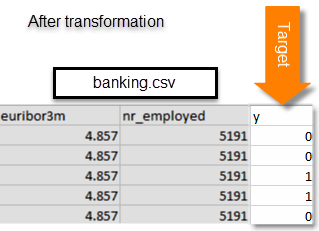 After transformation
Target
banking.csv
euribor3m nr_employed y
4.857 5191 0
4.857 5191 0
4.857 5191 1
4.857 5191 1
4.857 5191 0